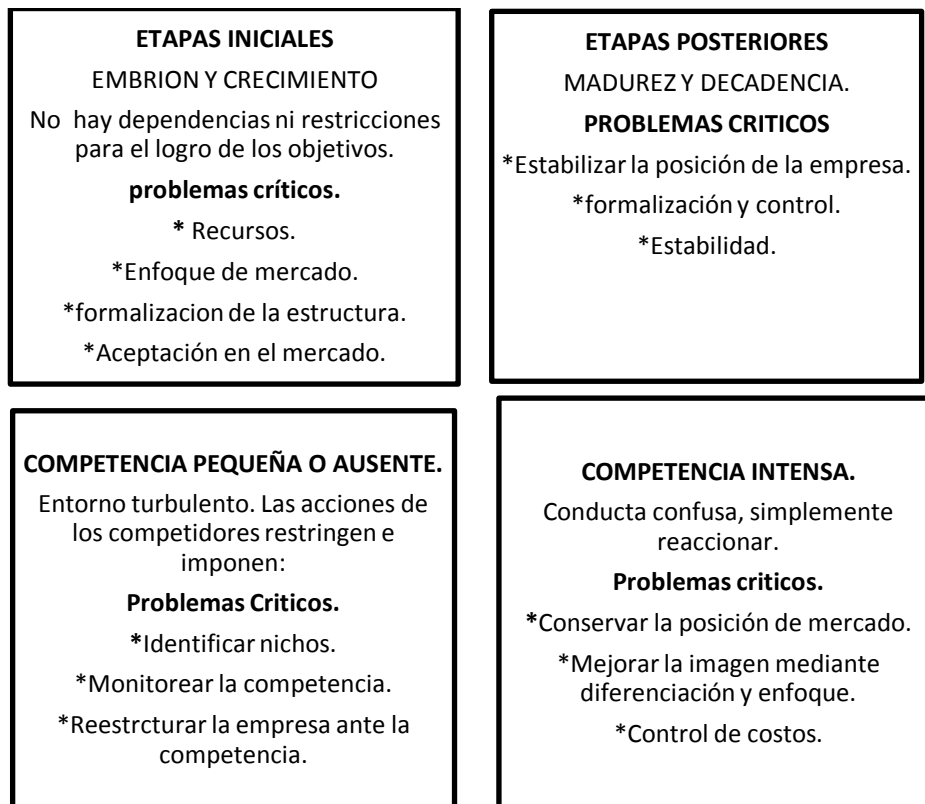 ETAPAS INICIALES
EMBRION Y CRECIMIENTO
No hay dependencias ni restricciones
para el logro de los objetivos.
problemas críticos.
* Recursos.
*Enfoque de mercado.
*formalizacion de la estructura.
*Aceptación en el mercado.
ETAPAS POSTERIORES
MADUREZ Y DECADENCIA.
PROBLEMAS CRITICOS
*Estabilizar la posición de la empresa.
*formalización y control.
*Estabilidad.
COMPETENCIA PEQUEÑA O AUSENTE.
Entorno turbulento. Las acciones de
los competidores restringen e
imponen:
Problemas Criticos.
*Identificar nichos.
*Monitorear la competencia.
*Reestrcturar la empresa ante la
competencia.
COMPETENCIA INTENSA.
Conducta confusa, simplemente
reaccionar.
Problemas criticos.
*Conservar la posición de mercado.
*Mejorar la imagen mediante
diferenciación y enfoque.
*Control de costos.